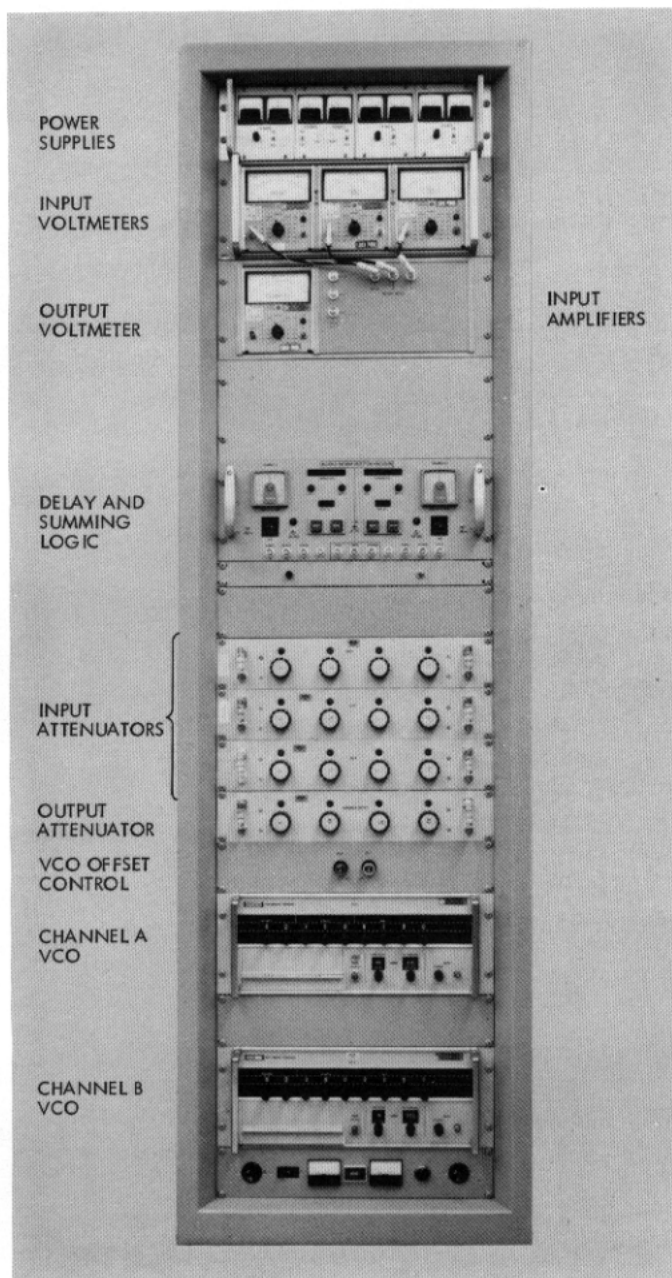 POWER
SUPPLIES
INPUT
VOLTMETERS
OUTPUT
VOLTMETER
INPUT
AMPLIFIERS
DELAY AND
SUMMING
LOGIC
INPUT
ATTENUATORS
OUTPUT
ATTENUATOR
VCO OFFSET
CONTROL
CHANNEL A
VCO
CHANNEL B
VCO